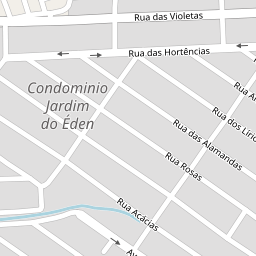 Rua das Violetas
Rua das Hortências
Condominio
Jardim
do Éden
Rua dos
Rua das Alamandas
Rua Rosas
Rua Acácias